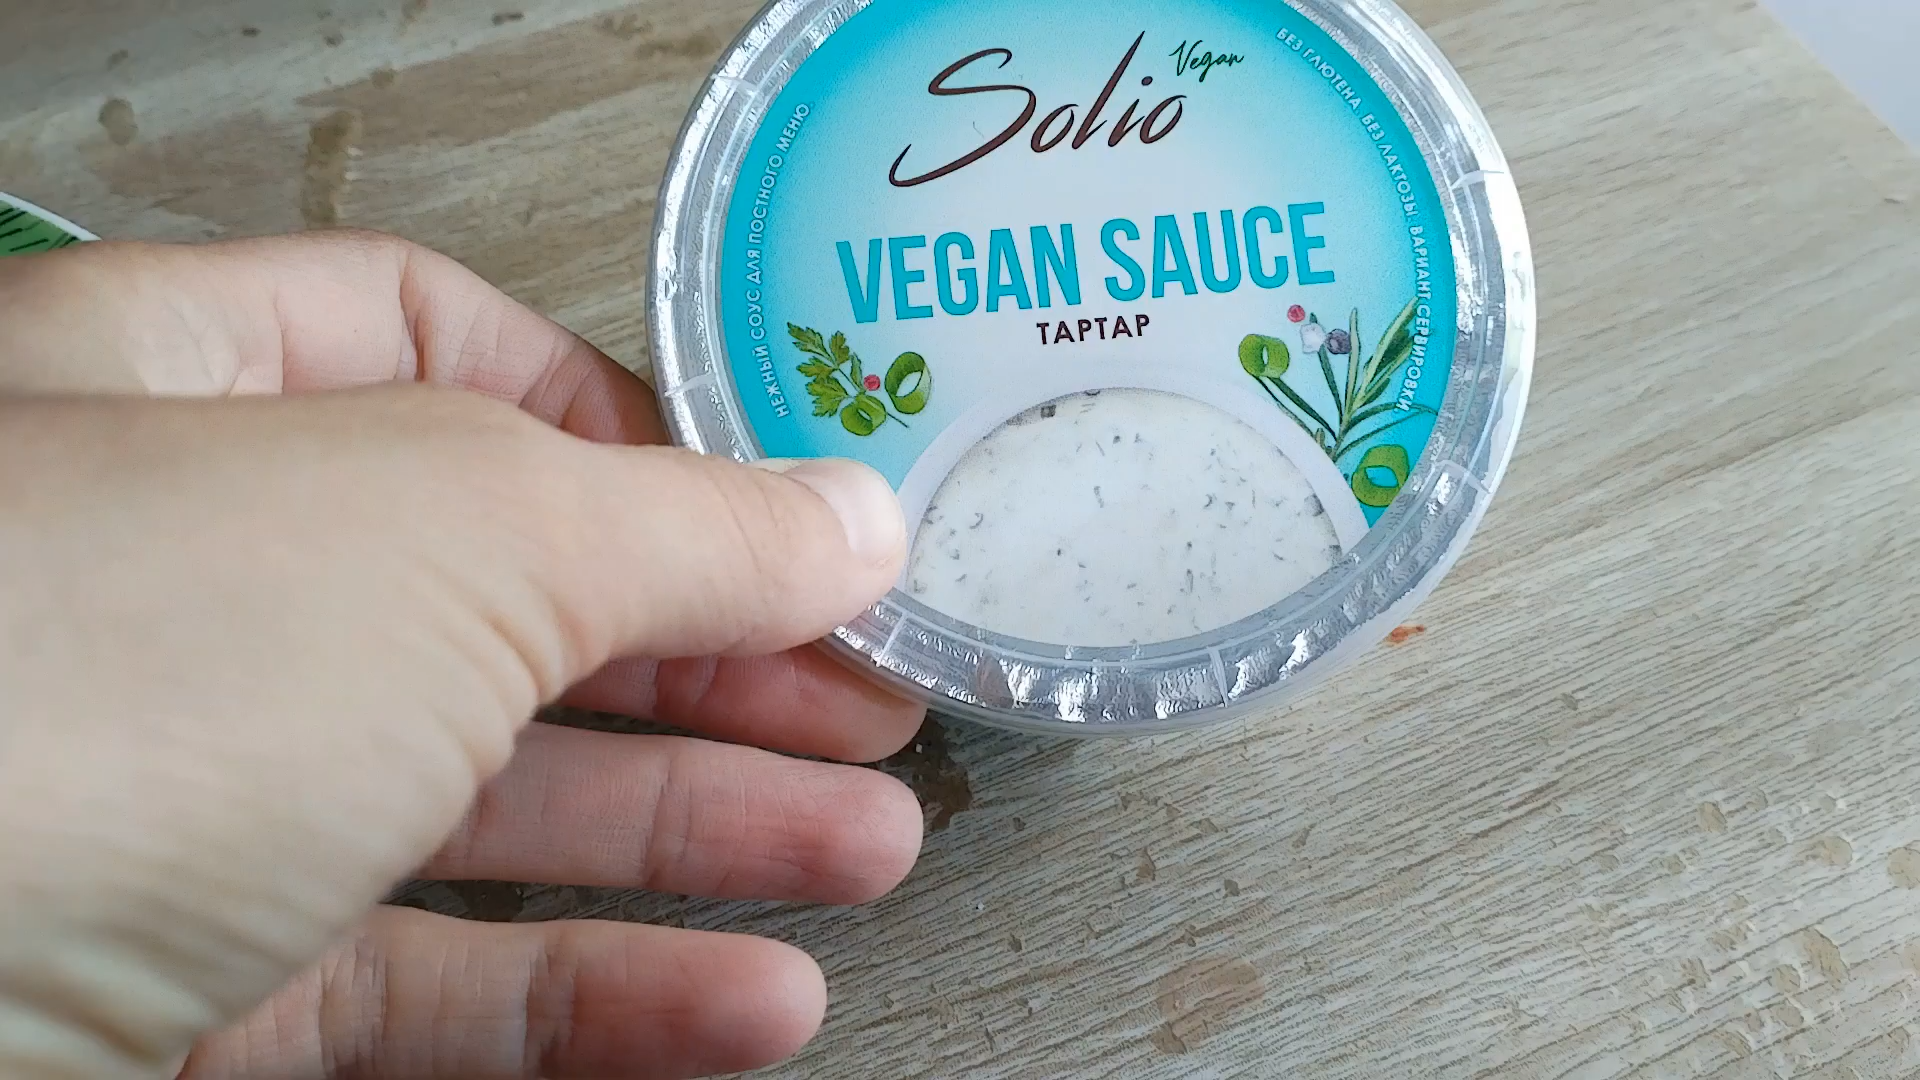 Solio
Vegan
VEGAN SAUCE
ТАРТАР
НЕЖНЫЙ СОУС ДЛЯ ПОСТНОГО МЕНЮ
БЕЗ ГЛЮТЕНА. БЕЗ ЛАКТОЗЫ. ВАРИАНТ СЕРВИРОВКИ